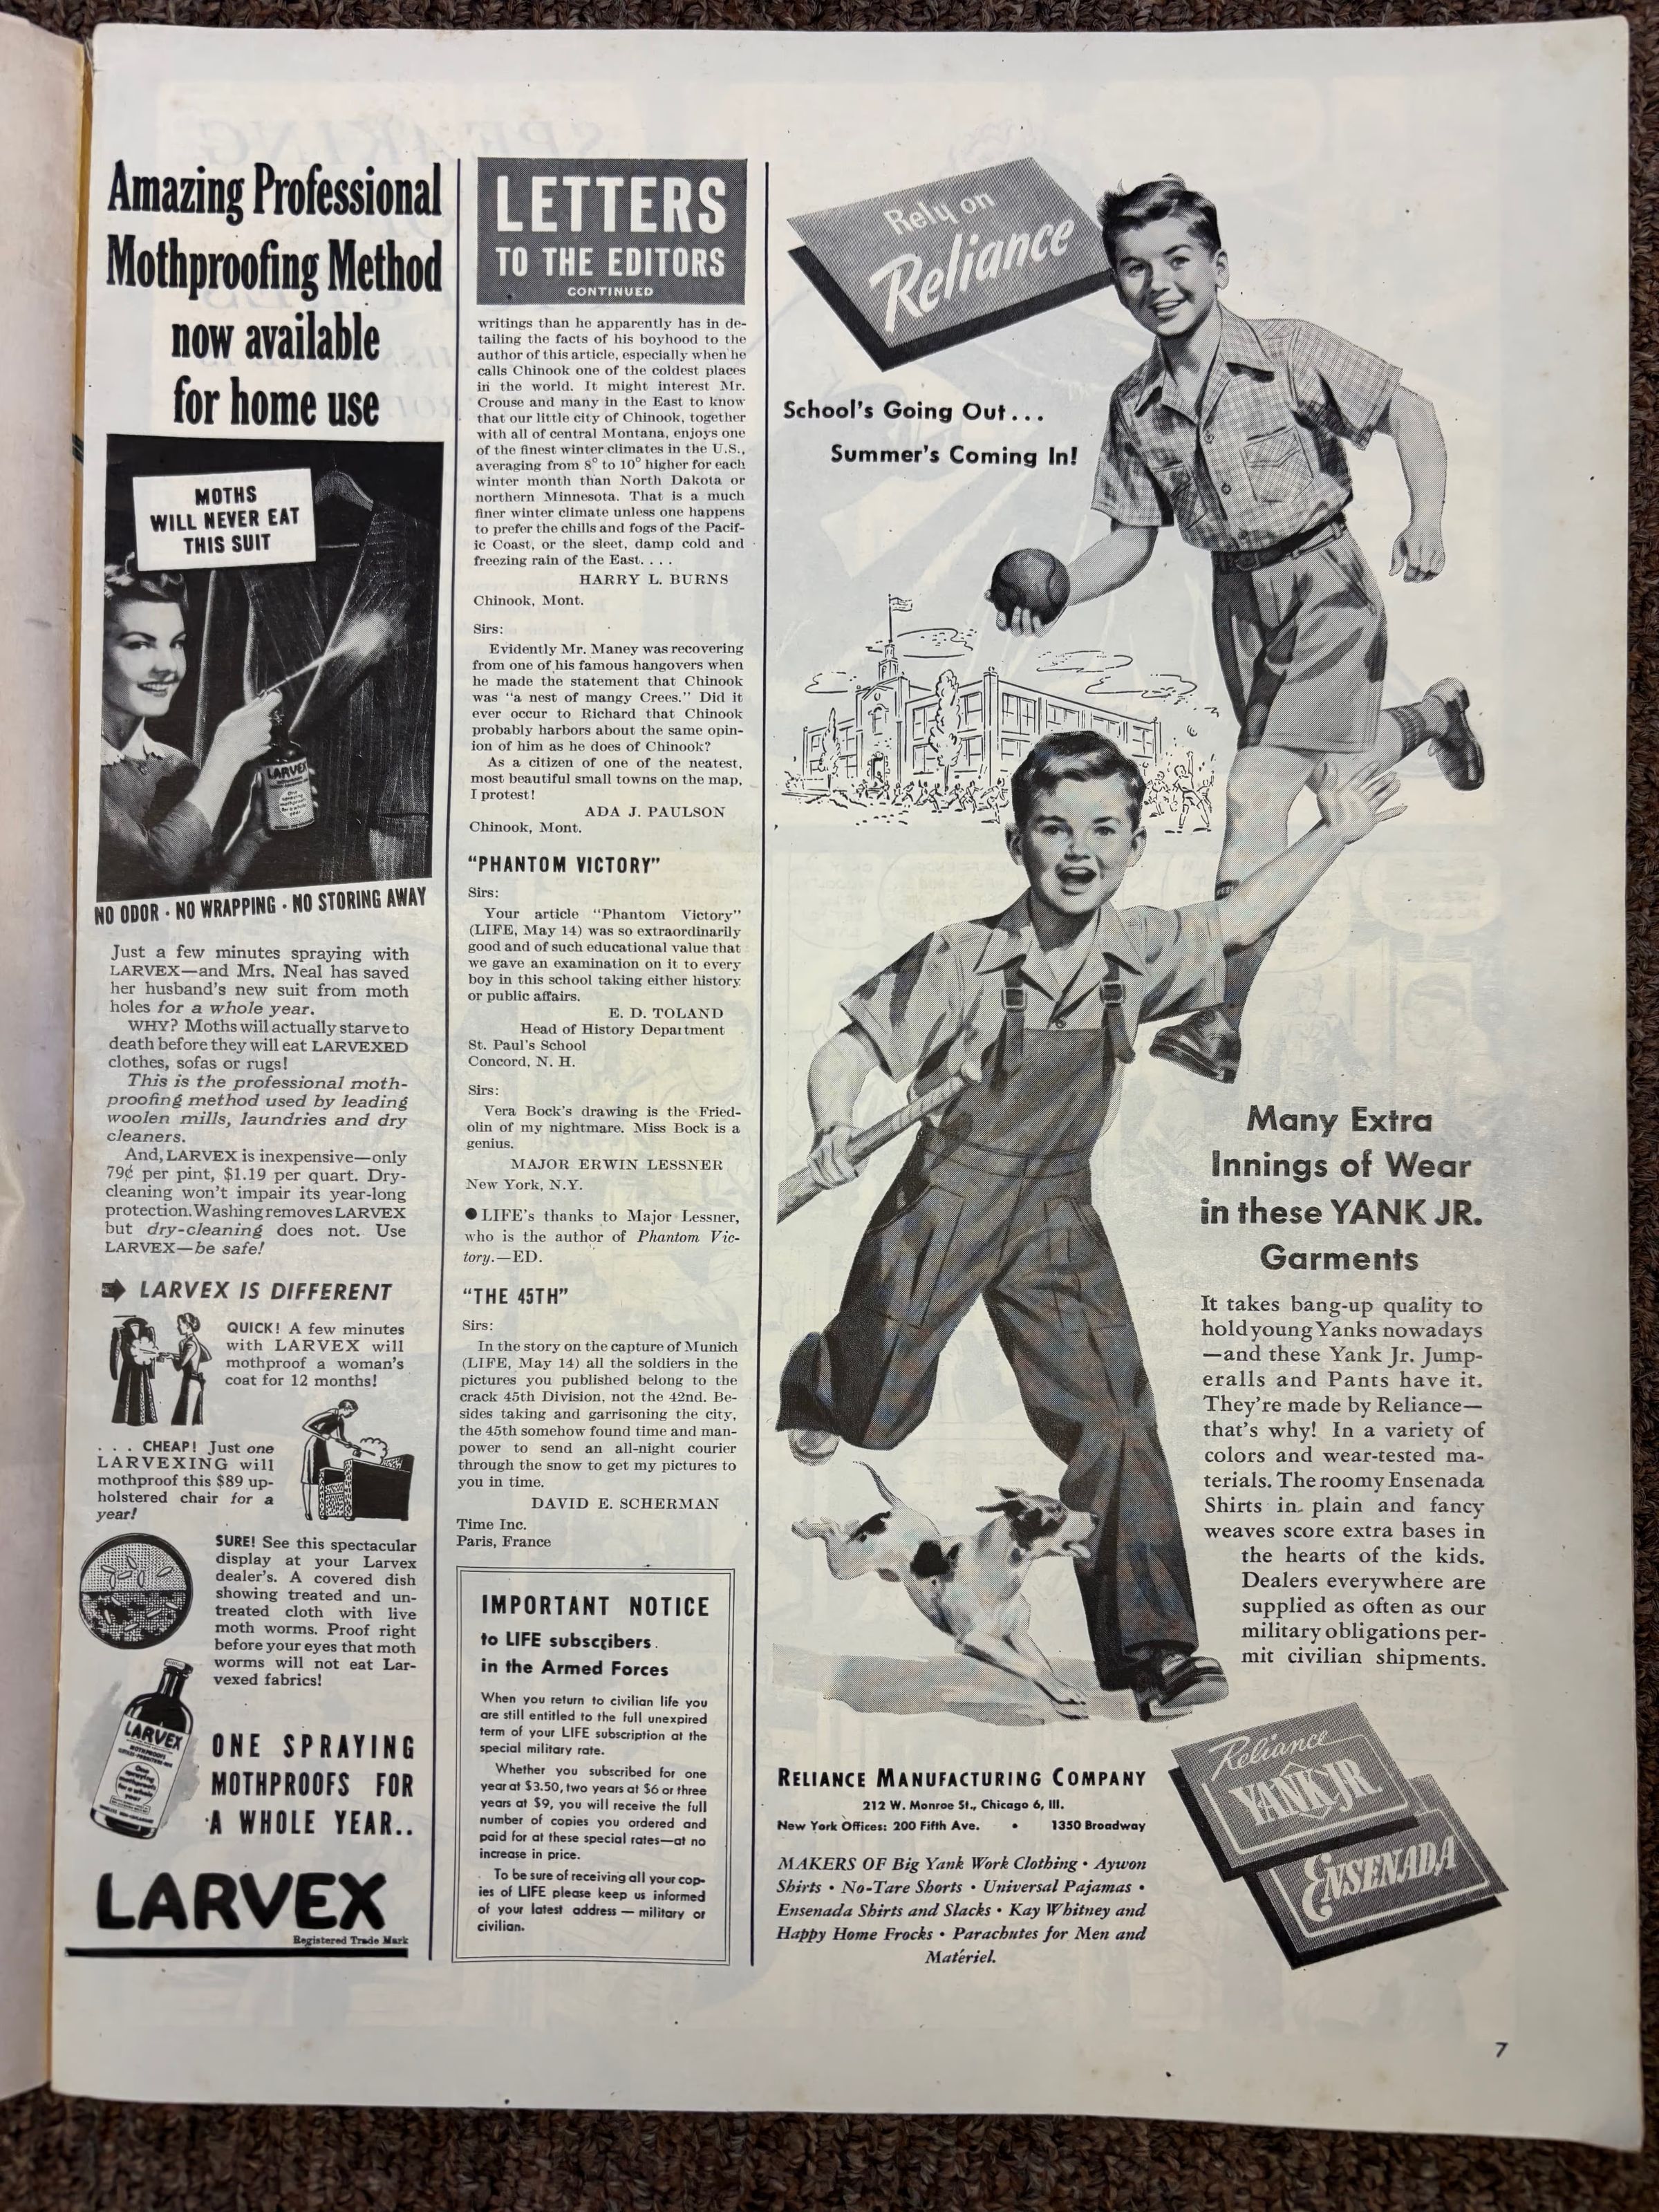 Amazing Professional
Mothproofing Method
now available
for home use
MOTHS
WILL NEVER EAT
THIS SUIT
LARVEX
One
spraying
mothproofs
for a whole
year
NO ODOR · NO WRAPPING · NO STORING AWAY
Just a few minutes spraying with
LARVEX—and Mrs. Neal has saved
her husband's new suit from moth
holes for a whole year.
WHY? Moths will actually starve to
death before they will eat LARVEXED
clothes, sofas or rugs!
This is the professional moth-
proofing method used by leading
woolen mills, laundries and dry
cleaners.
And, LARVEX is inexpensive—only
79¢ per pint, $1.19 per quart. Dry-
cleaning won't impair its year-long
protection. Washing removes LARVEX
but dry-cleaning does not. Use
LARVEX—be safe!
LARVEX IS DIFFERENT
QUICK! A few minutes
with LARVEX will
mothproof a woman's
coat for 12 months!
. . . CHEAP! Just one
LARVEXING will
mothproof this $89 up-
holstered chair for a
year!
SURE! See this spectacular
display at your Larvex
dealer's. A covered dish
showing treated and un-
treated cloth with live
moth worms. Proof right
before your eyes that moth
worms will not eat Lar-
vexed fabrics!
LARVEX
One
spraying
mothproofs
for a whole
year!
ONE SPRAYING
MOTHPROOFS FOR
A WHOLE YEAR..
LARVEX
Registered Trade Mark
LETTERS
TO THE EDITORS
CONTINUED
writings than he apparently has in de-
tailing the facts of his boyhood to the
author of this article, especially when he
calls Chinook one of the coldest places
in the world. It might interest Mr.
Crouse and many in the East to know
that our little city of Chinook, together
with all of central Montana, enjoys one
of the finest winter climates in the U.S.,
averaging from 8° to 10° higher for each
winter month than North Dakota or
northern Minnesota. That is a much
finer winter climate unless one happens
to prefer the chills and fogs of the Pacif-
ic Coast, or the sleet, damp cold and
freezing rain of the East. . . .
HARRY L. BURNS
Chinook, Mont.
Sirs:
Evidently Mr. Maney was recovering
from one of his famous hangovers when
he made the statement that Chinook
was "a nest of mangy Crees." Did it
ever occur to Richard that Chinook
probably harbors about the same opin-
ion of him as he does of Chinook?
As a citizen of one of the neatest,
most beautiful small towns on the map,
I protest!
ADA J. PAULSON
Chinook, Mont.
"PHANTOM VICTORY"
Sirs:
Your article "Phantom Victory"
(LIFE, May 14) was so extraordinarily
good and of such educational value that
we gave an examination on it to every
boy in this school taking either history
or public affairs.
E. D. TOLAND
Head of History Department
St. Paul's School
Concord, N. H.
Sirs:
Vera Bock's drawing is the Fried-
olin of my nightmare. Miss Bock is a
genius.
MAJOR ERWIN LESSNER
New York, N.Y.
● LIFE's thanks to Major Lessner,
who is the author of Phantom Vic-
tory.—ED.
"THE 45TH"
Sirs:
In the story on the capture of Munich
(LIFE, May 14) all the soldiers in the
pictures you published belong to the
crack 45th Division, not the 42nd. Be-
sides taking and garrisoning the city,
the 45th somehow found time and man-
power to send an all-night courier
through the snow to get my pictures to
you in time.
DAVID E. SCHERMAN
Time Inc.
Paris, France
IMPORTANT NOTICE
to LIFE subscribers
in the Armed Forces
When you return to civilian life you
are still entitled to the full unexpired
term of your LIFE subscription at the
special military rate.
Whether you subscribed for one
year at $3.50, two years at $6 or three
years at $9, you will receive the full
number of copies you ordered and
paid for at these special rates—at no
increase in price.
To be sure of receiving all your cop-
ies of LIFE please keep us informed
of your latest address — military or
civilian.
Rely on
Reliance
School's Going Out...
Summer's Coming In!
Many Extra
Innings of Wear
in these YANK JR.
Garments
It takes bang-up quality to
hold young Yanks nowadays
—and these Yank Jr. Jump-
eralls and Pants have it.
They're made by Reliance—
that's why! In a variety of
colors and wear-tested ma-
terials. The roomy Ensenada
Shirts in plain and fancy
weaves score extra bases in
the hearts of the kids.
Dealers everywhere are
supplied as often as our
military obligations per-
mit civilian shipments.
RELIANCE MANUFACTURING COMPANY
212 W. Monroe St., Chicago 6, Ill.
New York Offices: 200 Fifth Ave. • 1350 Broadway
MAKERS OF Big Yank Work Clothing • Aywon
Shirts • No-Tare Shorts • Universal Pajamas •
Ensenada Shirts and Slacks • Kay Whitney and
Happy Home Frocks • Parachutes for Men and
Matériel.
Reliance
YANK JR.
ENSENADA
7